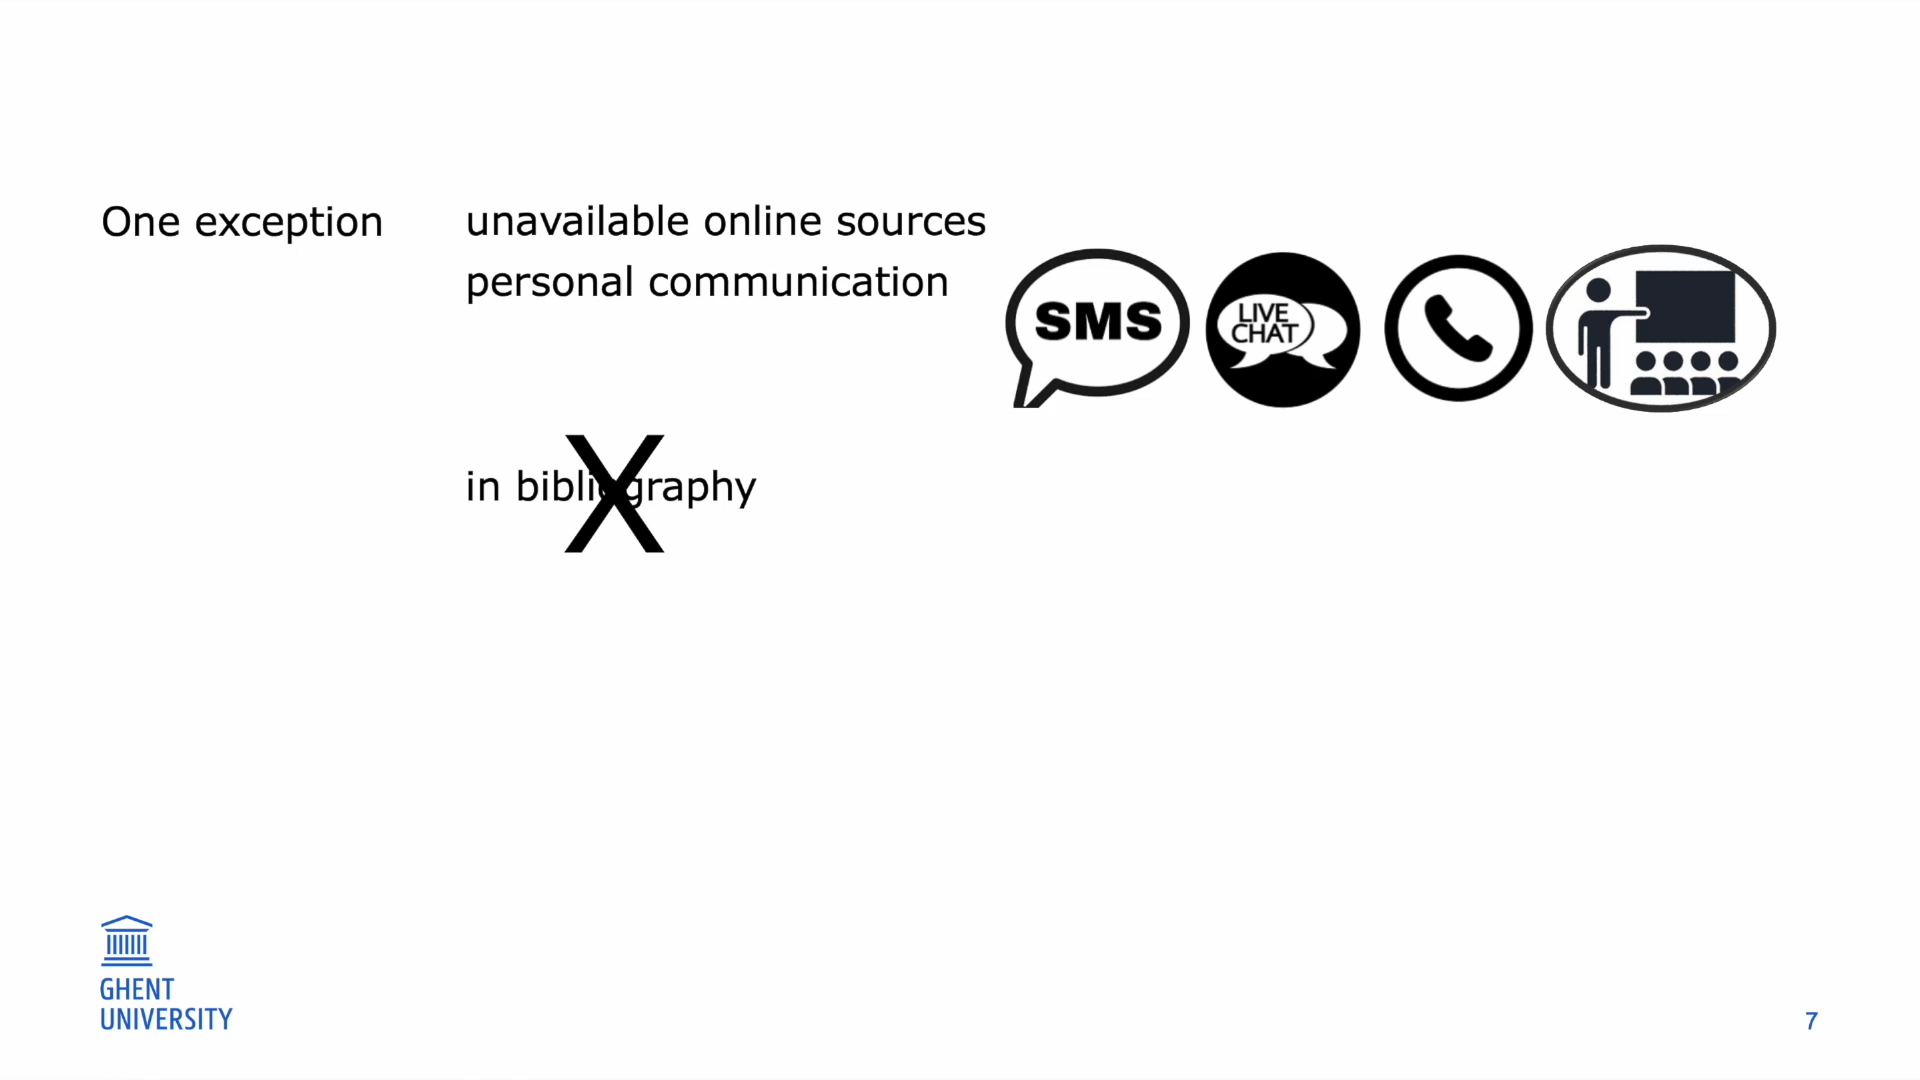 One exception
unavailable online sources
personal communication
SMS
LIVE
CHAT
in bibliography
X
GHENT
UNIVERSITY
7